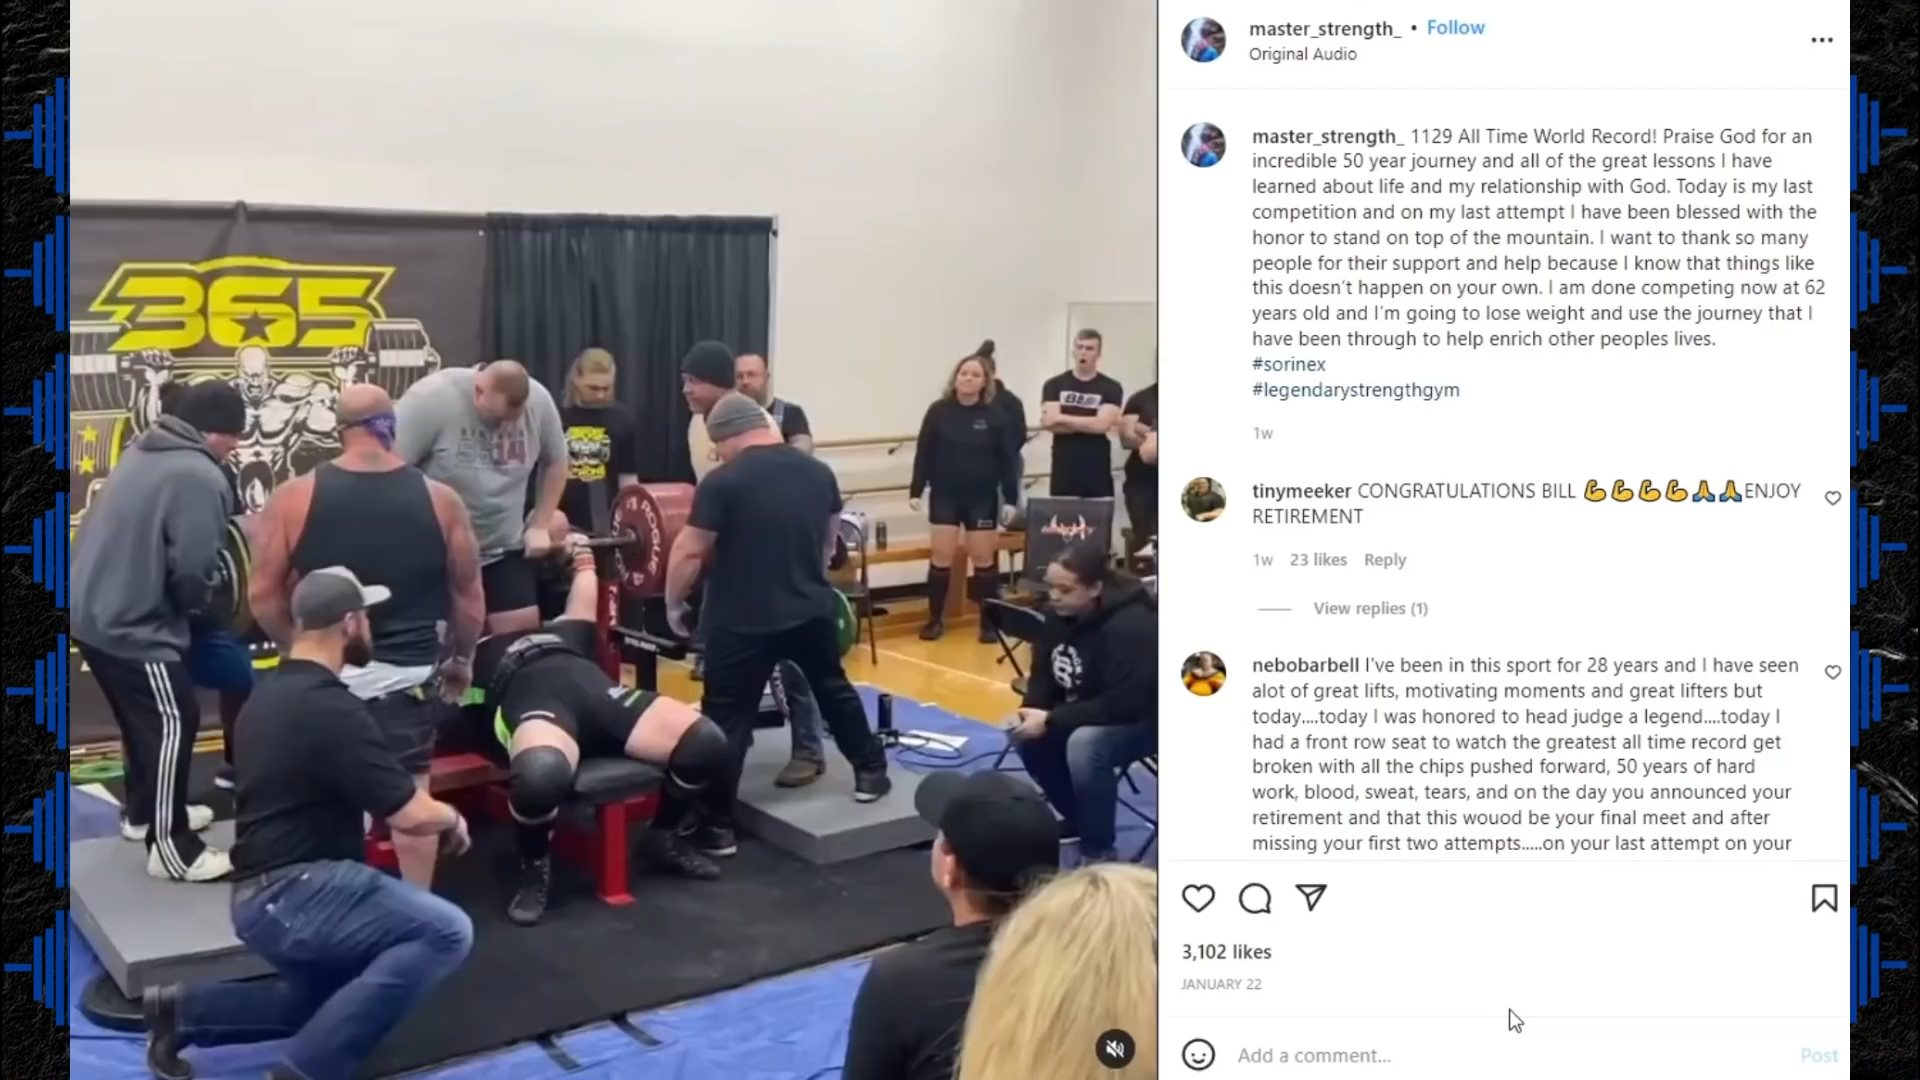 master_strength_ • Follow
Original Audio
master_strength_ 1129 All Time World Record! Praise God for an
incredible 50 year journey and all of the great lessons I have
learned about life and my relationship with God. Today is my last
competition and on my last attempt I have been blessed with the
honor to stand on top of the mountain. I want to thank so many
people for their support and help because I know that things like
this doesn't happen on your own. I am done competing now at 62
years old and I'm going to lose weight and use the journey that I
have been through to help enrich other peoples lives.
#sorinex
#legendarystrengthgym
1w
tinymeeker CONGRATULATIONS BILL 💪💪💪💪🙏🙏ENJOY
RETIREMENT
1w 23 likes Reply
View replies (1)
nebobarbell I've been in this sport for 28 years and I have seen
alot of great lifts, motivating moments and great lifters but
today....today I was honored to head judge a legend....today I
had a front row seat to watch the greatest all time record get
broken with all the chips pushed forward, 50 years of hard
work, blood, sweat, tears, and on the day you announced your
retirement and that this wouod be your final meet and after
missing your first two attempts.....on your last attempt on your
3,102 likes
JANUARY 22
Add a comment...
Post
365
365
ROGUE